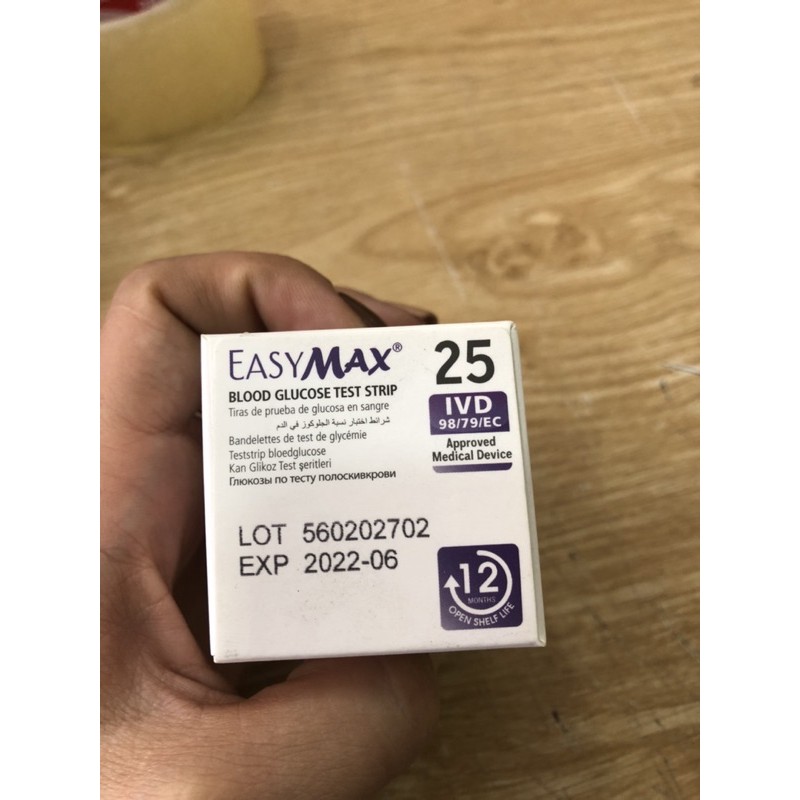 EASYMAX®
BLOOD GLUCOSE TEST STRIP
Tiras de prueba de glucosa en sangre
شرائط اختبار نسبة الجلوكوز في الدم
Bandelettes de test de glycémie
Teststrip bloedglucose
Kan Glikoz Test şeritleri
Глюкозы по тесту полоскивкрови
25
IVD
98/79/EC
Approved
Medical Device
LOT 560202702
EXP 2022-06
12
MONTHS
OPEN SHELF LIFE